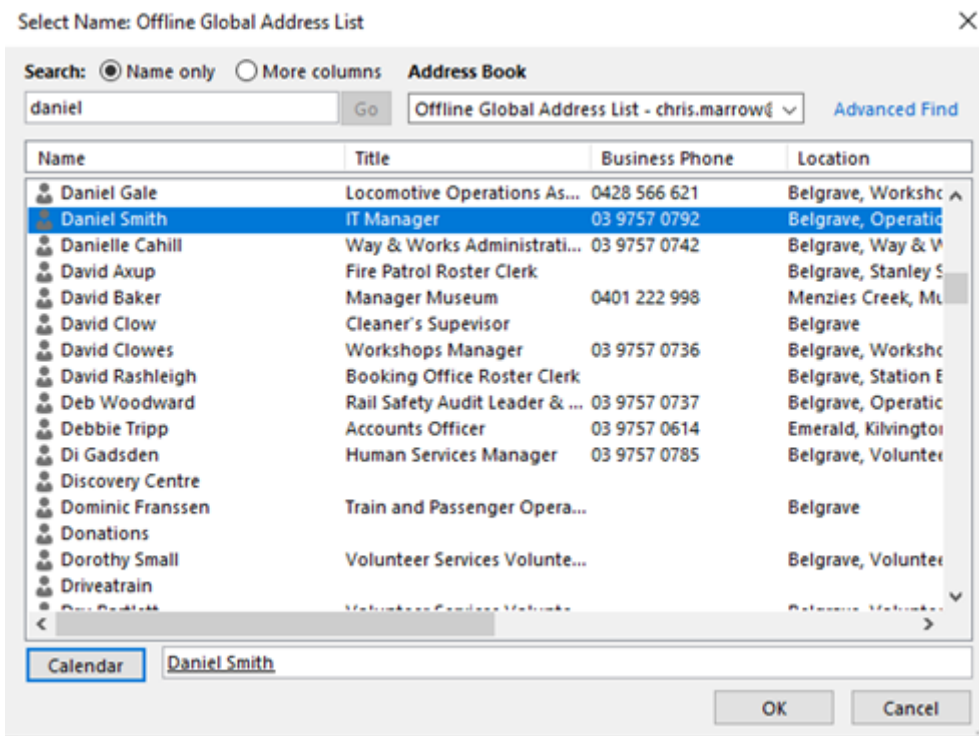 Select Name: Offline Global Address List
Search: Name only More columns Address Book
daniel Go Offline Global Address List - chris.marrow@ Advanced Find
Name Title Business Phone Location
Daniel Gale Locomotive Operations As... 0428 566 621 Belgrave, Worksho
Daniel Smith IT Manager 03 9757 0792 Belgrave, Operatio
Danielle Cahill Way & Works Administrati... 03 9757 0742 Belgrave, Way & W
David Axup Fire Patrol Roster Clerk Belgrave, Stanley S
David Baker Manager Museum 0401 222 998 Menzies Creek, Mu
David Clow Cleaner's Supevisor Belgrave
David Clowes Workshops Manager 03 9757 0736 Belgrave, Worksho
David Rashleigh Booking Office Roster Clerk Belgrave, Station B
Deb Woodward Rail Safety Audit Leader & ... 03 9757 0737 Belgrave, Operatio
Debbie Tripp Accounts Officer 03 9757 0614 Emerald, Kilvington
Di Gadsden Human Services Manager 03 9757 0785 Belgrave, Voluntee
Discovery Centre
Dominic Franssen Train and Passenger Opera... Belgrave
Donations
Dorothy Small Volunteer Services Volunte... Belgrave, Voluntee
Driveatrain
Calendar Daniel Smith
OK Cancel